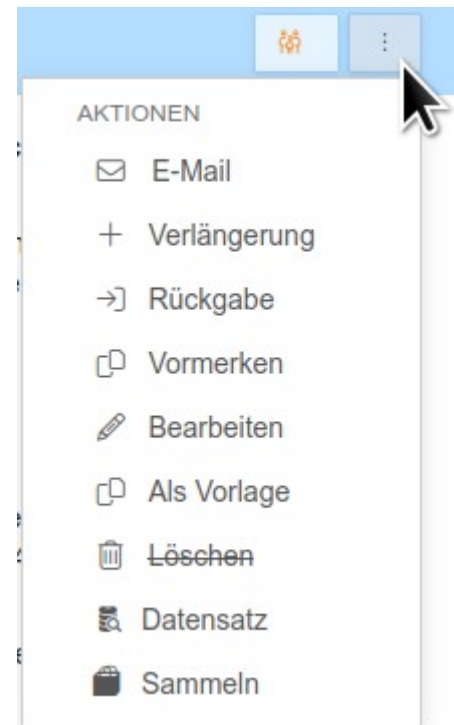 AKTIONEN
E-Mail
Verlängerung
Rückgabe
Vormerken
Bearbeiten
Als Vorlage
Löschen
Datensatz
Sammeln